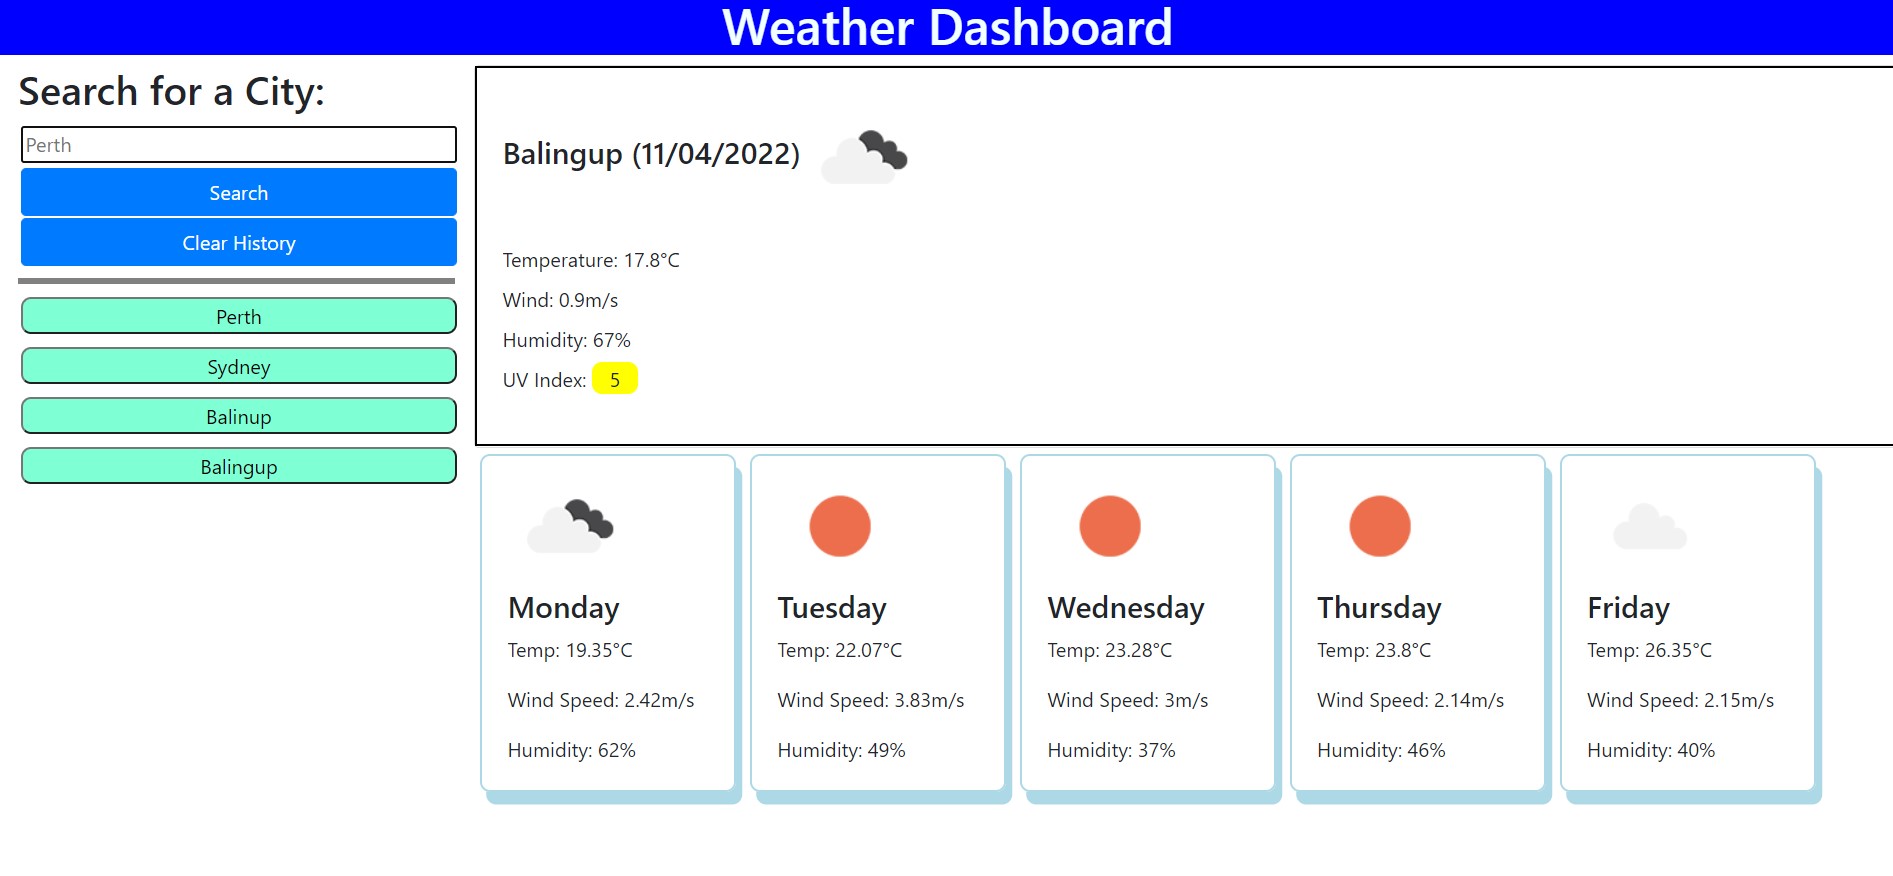 Weather Dashboard
Search for a City:
Perth
Search
Clear History
Perth
Sydney
Balinup
Balingup
Balingup (11/04/2022)
Temperature: 17.8°C
Wind: 0.9m/s
Humidity: 67%
UV Index: 5
Monday
Temp: 19.35°C
Wind Speed: 2.42m/s
Humidity: 62%
Tuesday
Temp: 22.07°C
Wind Speed: 3.83m/s
Humidity: 49%
Wednesday
Temp: 23.28°C
Wind Speed: 3m/s
Humidity: 37%
Thursday
Temp: 23.8°C
Wind Speed: 2.14m/s
Humidity: 46%
Friday
Temp: 26.35°C
Wind Speed: 2.15m/s
Humidity: 40%